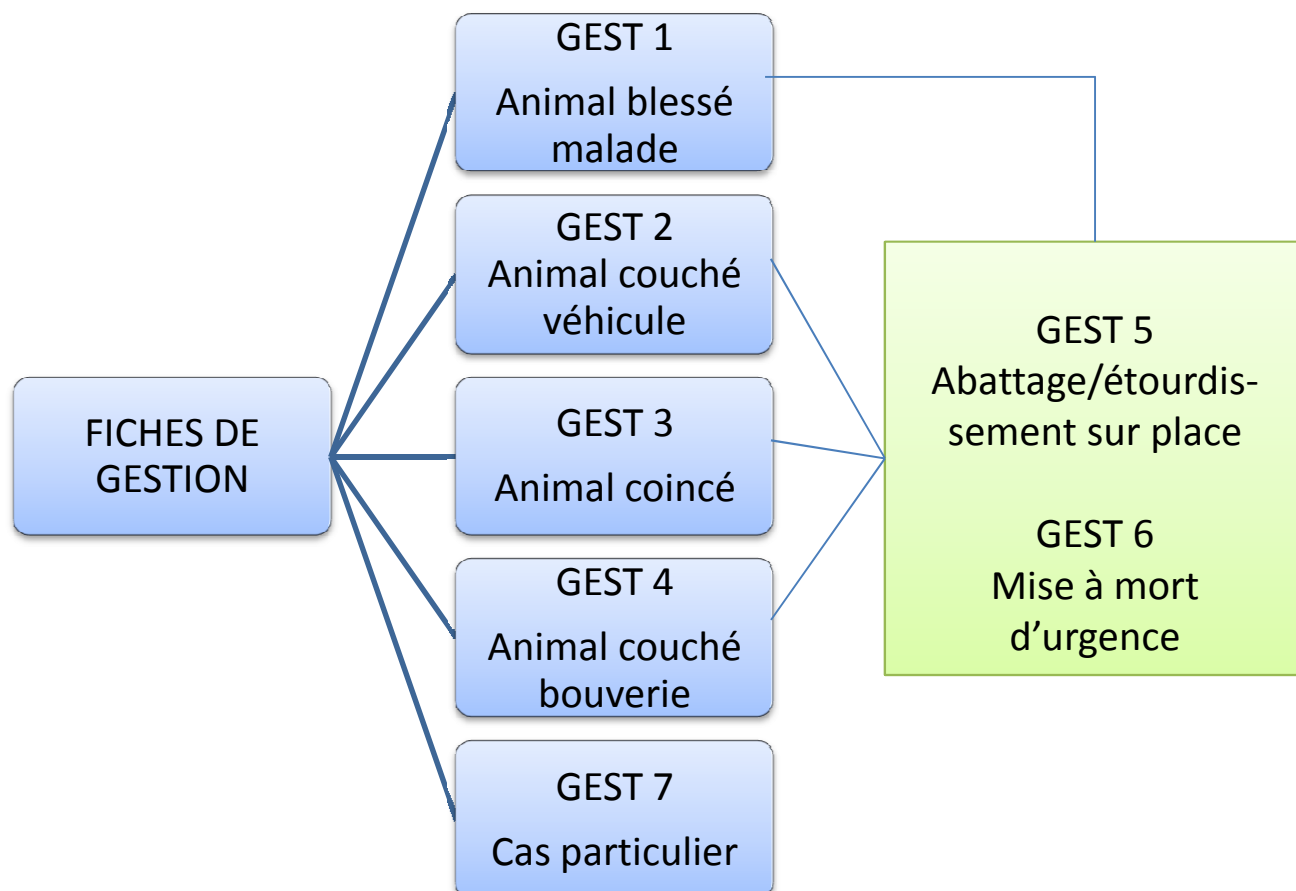 FICHES DE
GESTION
GEST 1
Animal blessé
malade
GEST 2
Animal couché
véhicule
GEST 3
Animal coincé
GEST 4
Animal couché
bouverie
GEST 7
Cas particulier
GEST 5
Abattage/étourdis-
sement sur place
GEST 6
Mise à mort
d’urgence